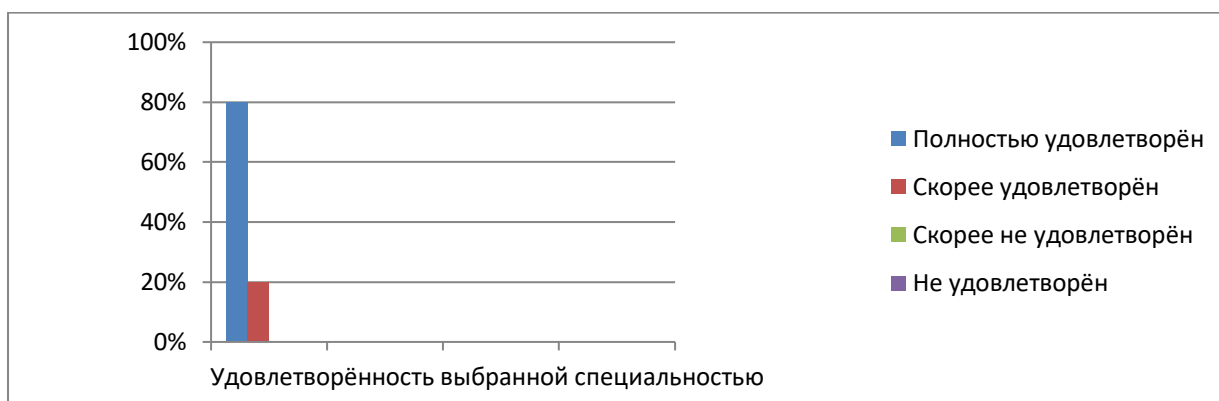 100%
80%
60%
40%
20%
0%
Удовлетворённость выбранной специальностью
Полностью удовлетворён
Скорее удовлетворён
Скорее не удовлетворён
Не удовлетворён